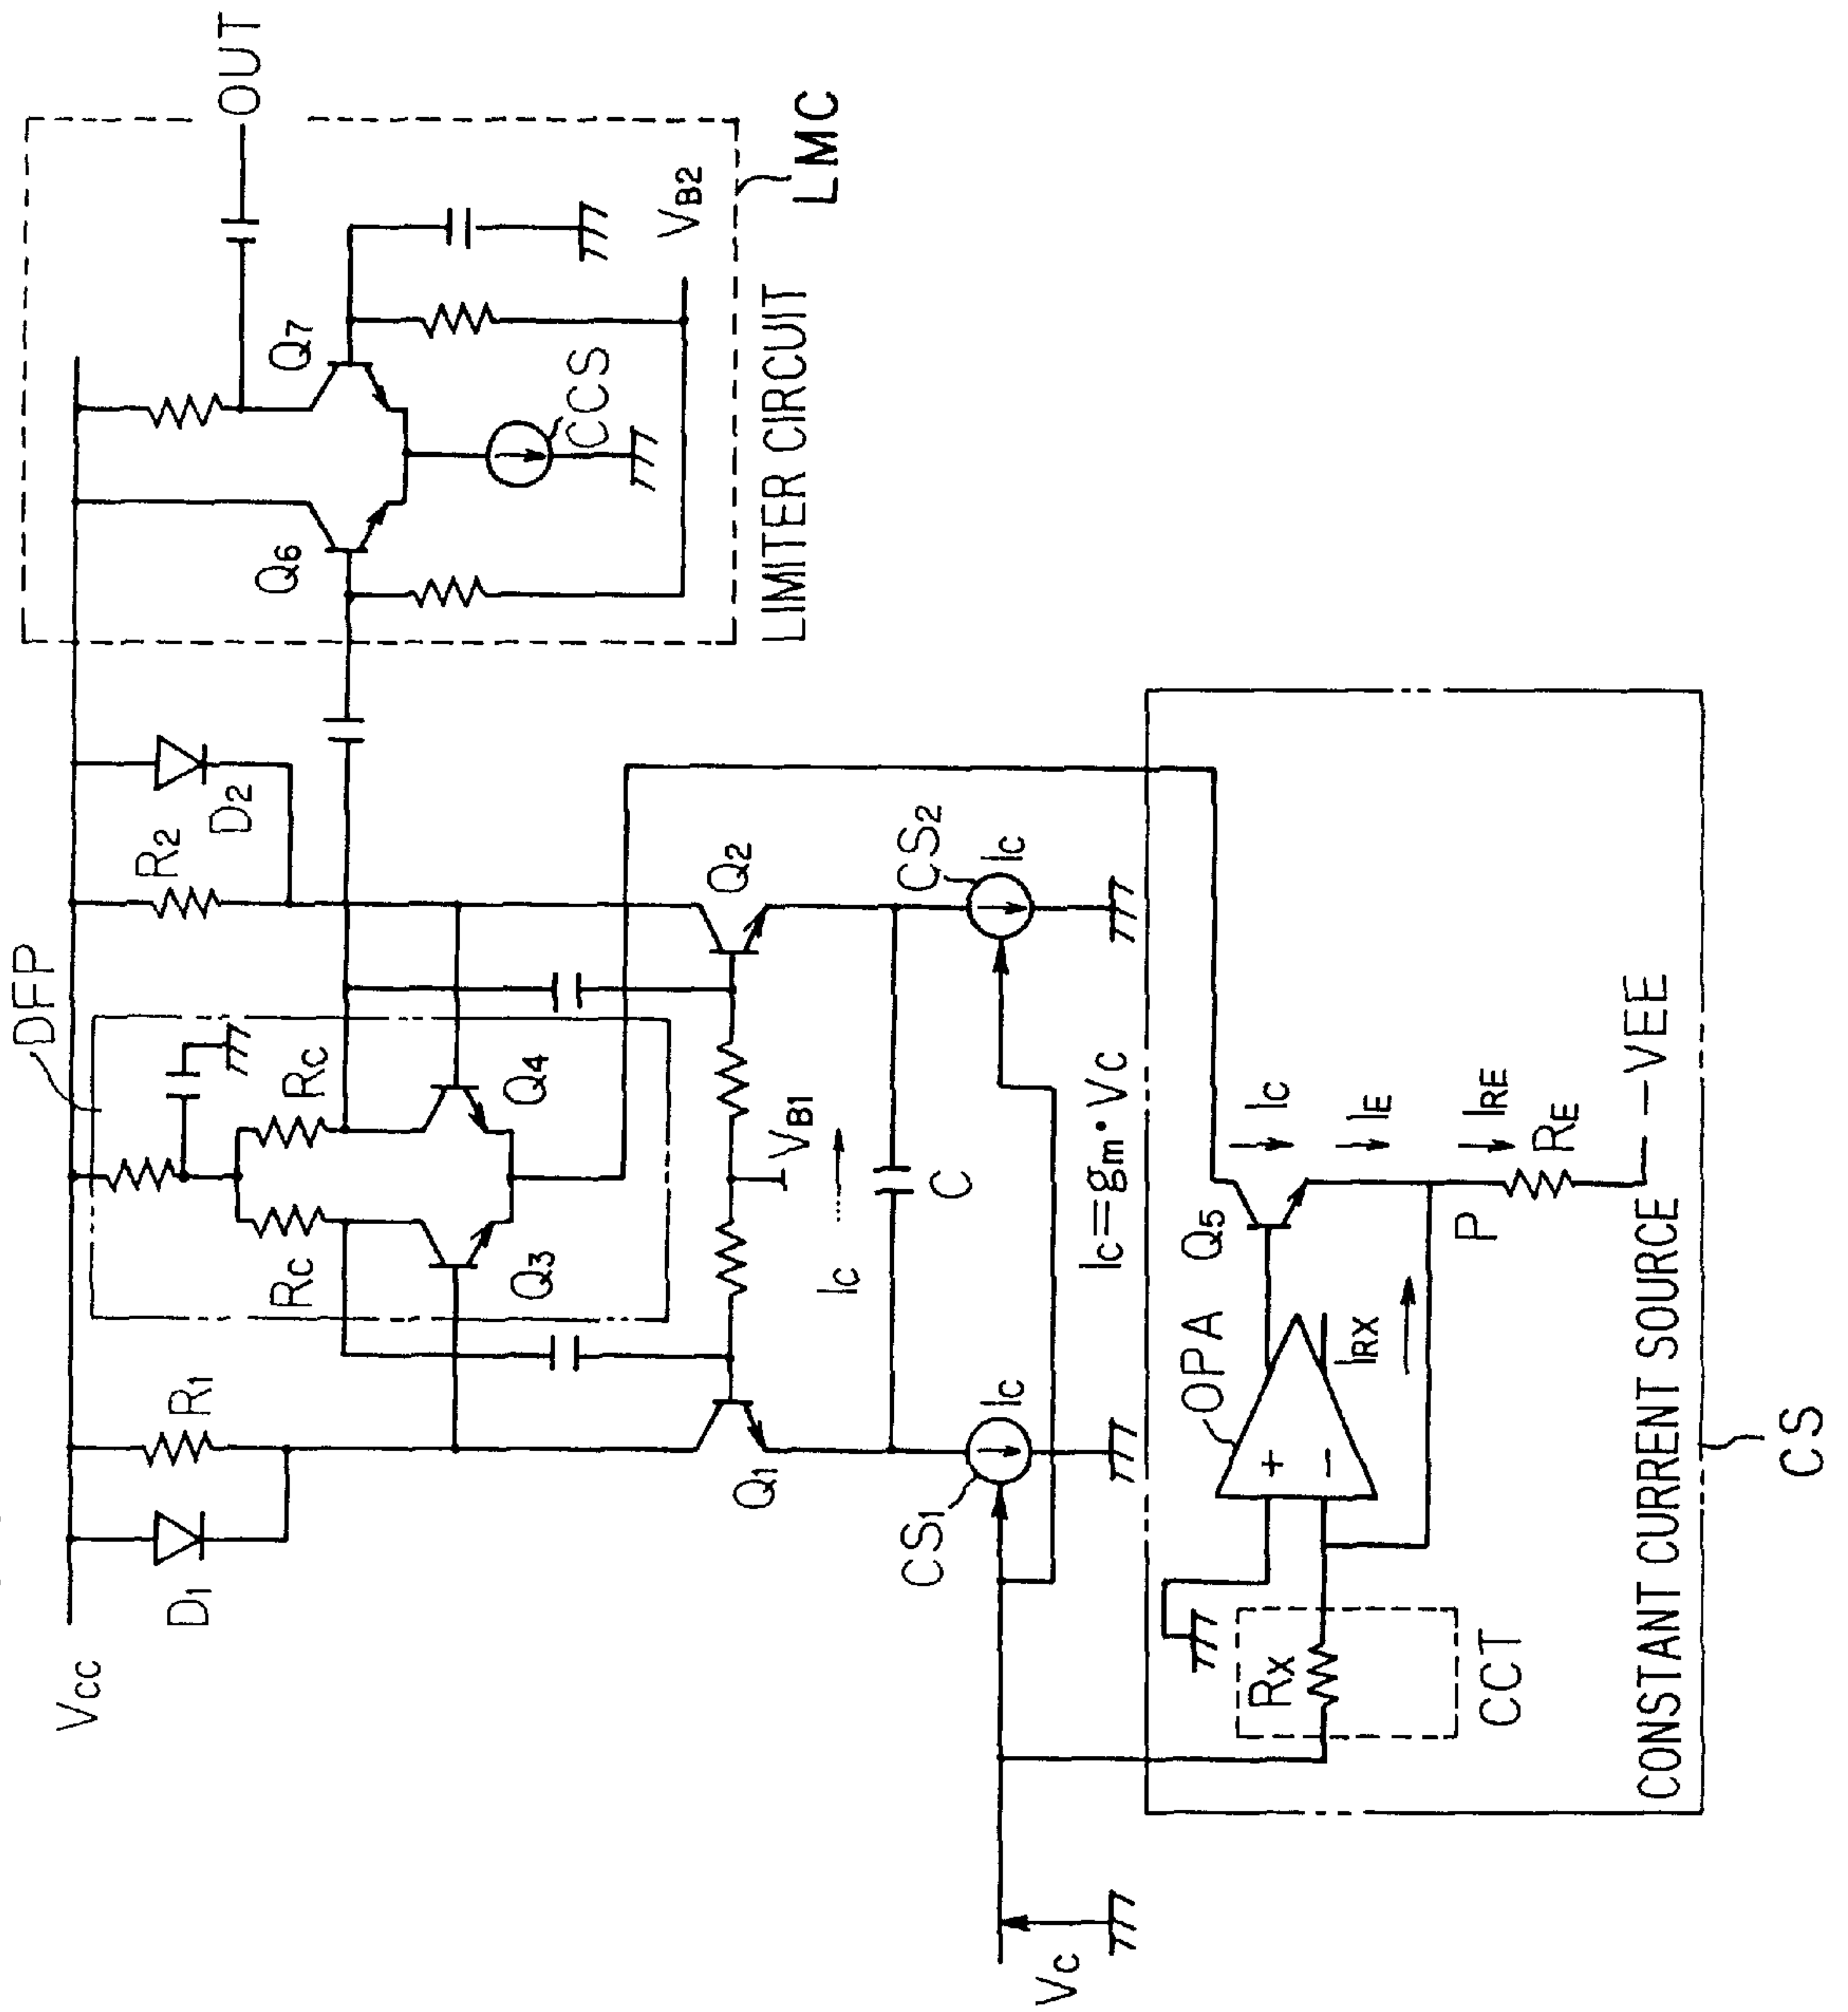 DFP
OUT
VCC
D1
R1
R2
D2
RC
RC
Q3
Q4
Q6
Q7
CCS
VB2
LIMITER CIRCUIT
LMC
Q1
Q2
VB1
IC
C
CS1
IC
CS2
IC
VC
IC=gm·VC
RX
CCT
OPA
+
−
IRX
Q5
IC
IE
P
IRE
RE
−VEE
CONSTANT CURRENT SOURCE
CS